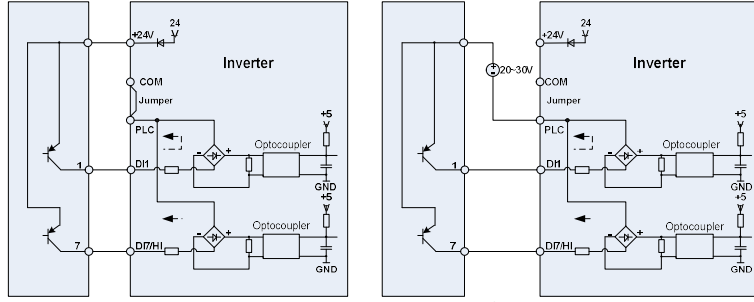 24
+24V
Inverter
COM
Jumper
+5
PLC
Optocoupler
- +
1
DI1
GND
+5
Optocoupler
- +
7
DI7/HI
GND
24
+24V
Inverter
20~30V
COM
Jumper
+5
PLC
Optocoupler
- +
1
DI1
GND
+5
Optocoupler
- +
7
DI7/HI
GND